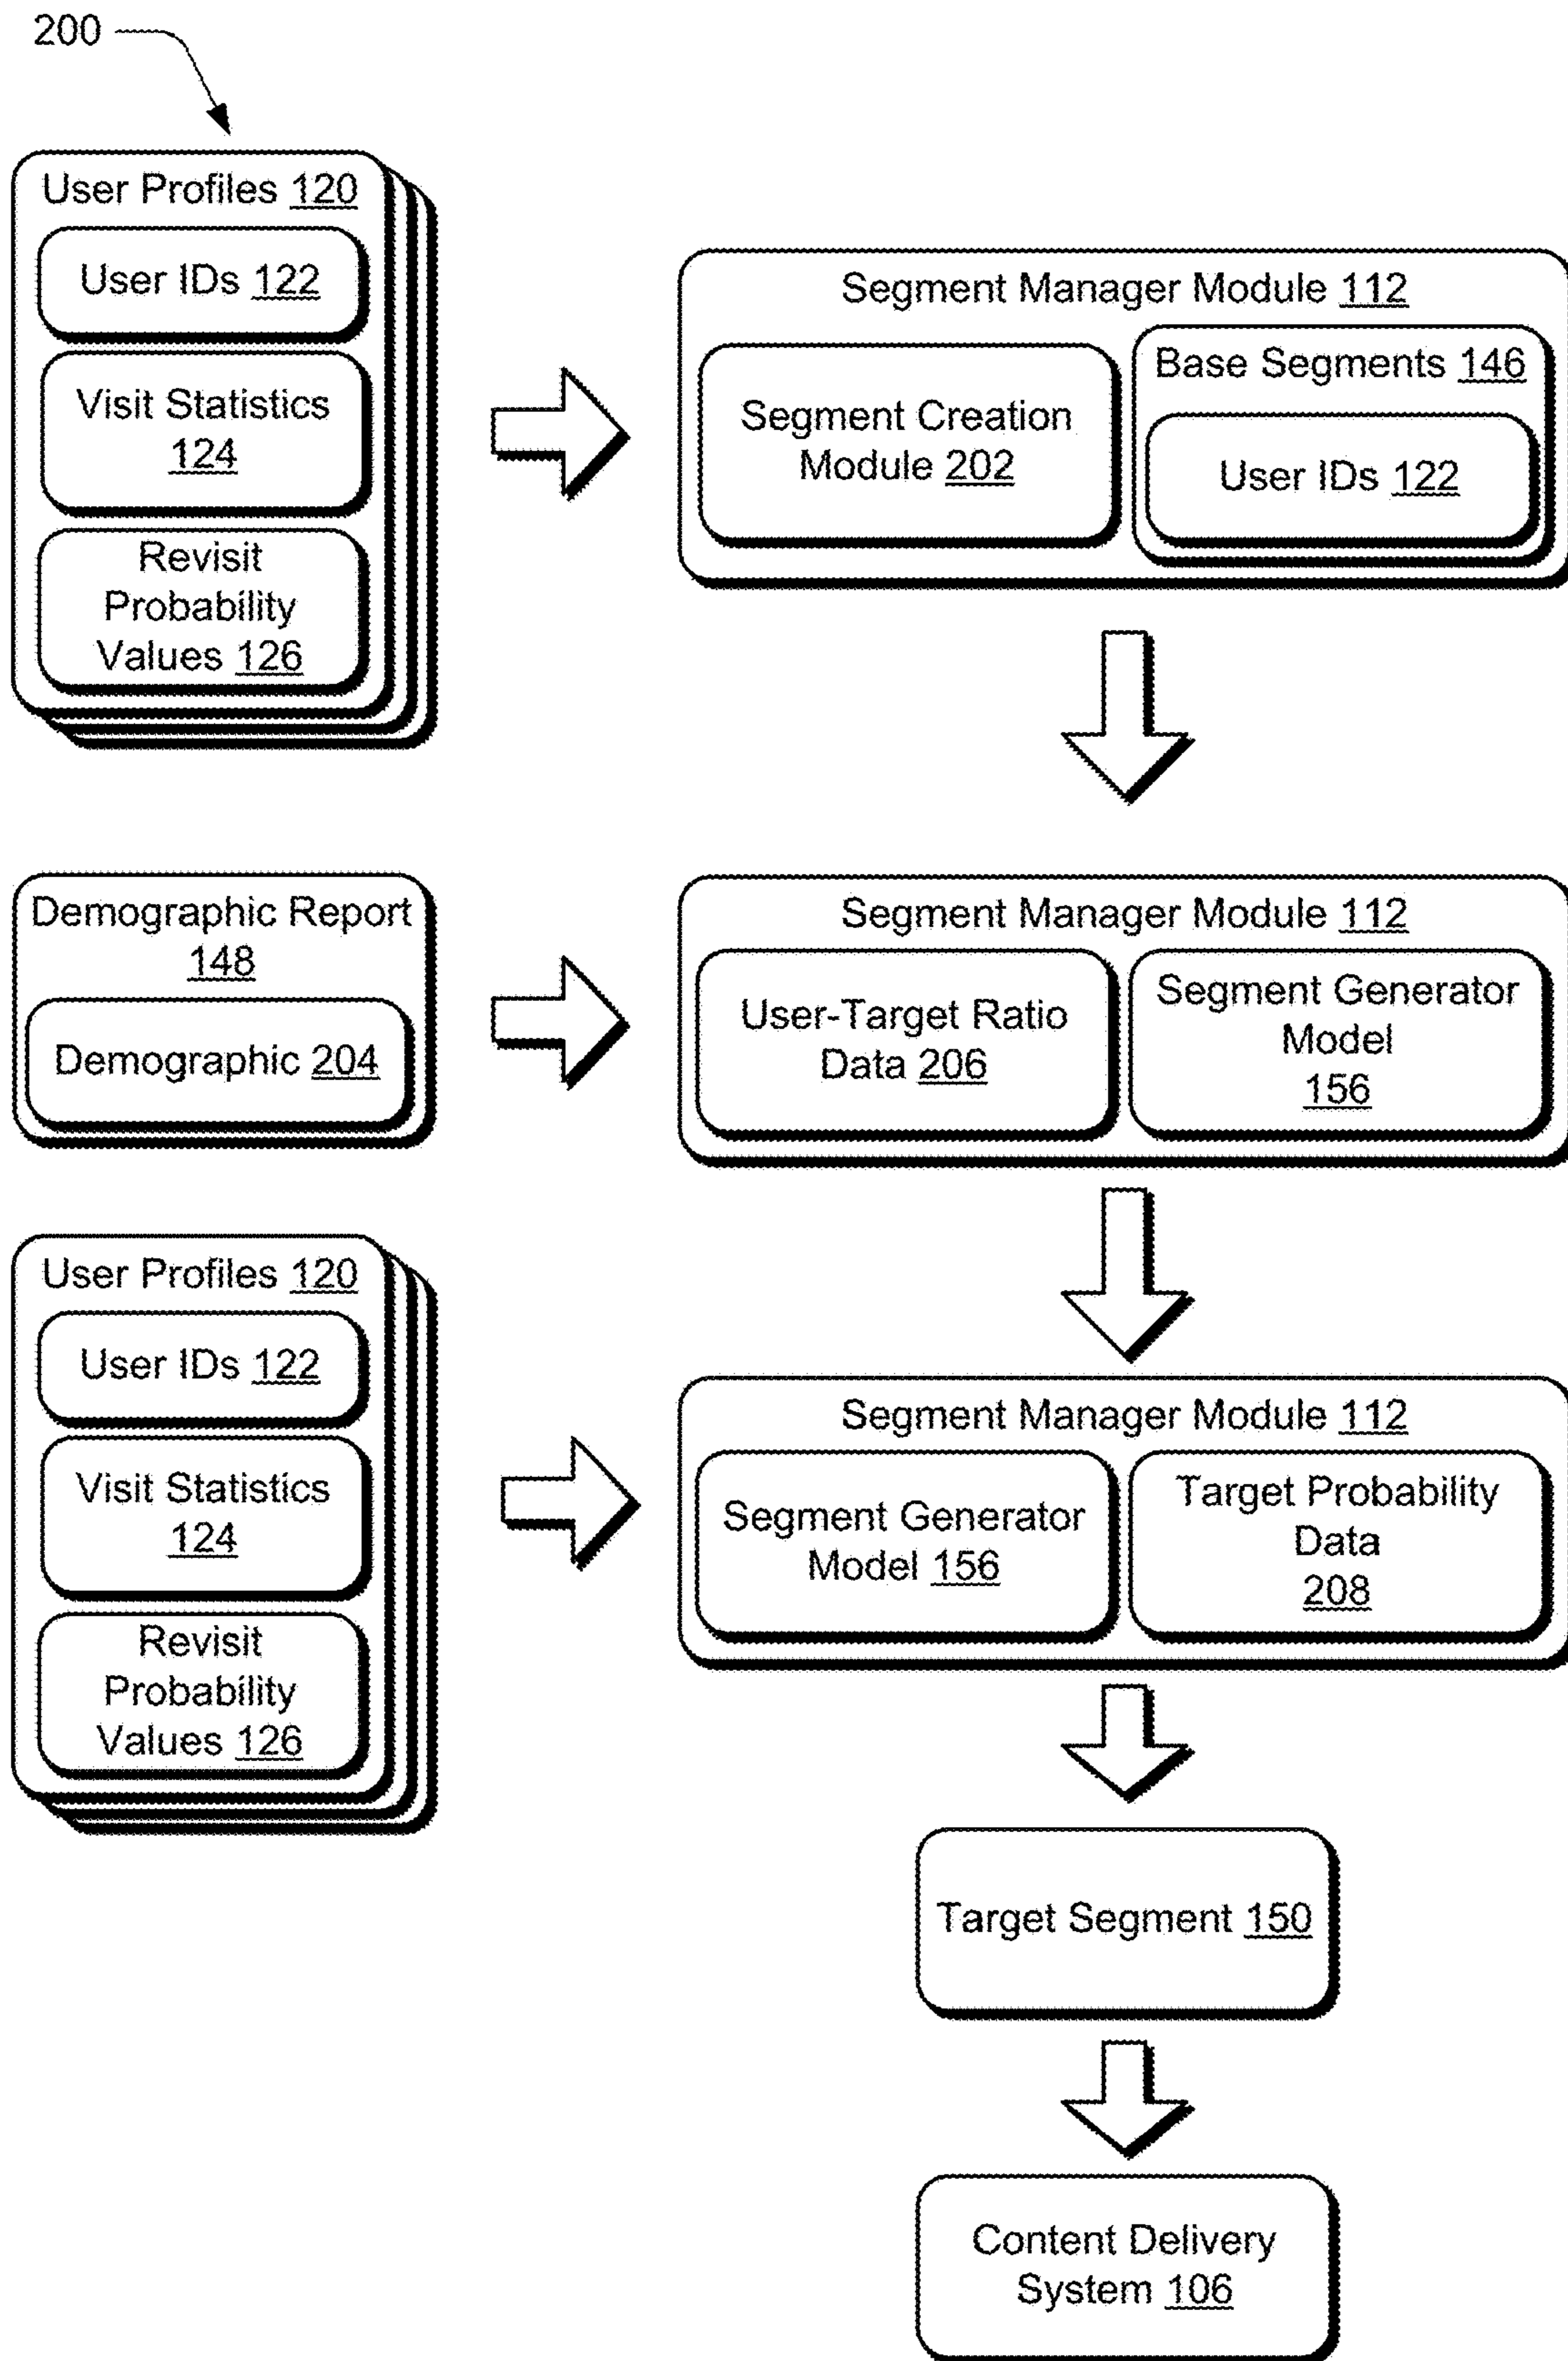 200
User Profiles 120
User IDs 122
Visit Statistics
124
Revisit
Probability
Values 126
Segment Manager Module 112
Segment Creation
Module 202
Base Segments 146
User IDs 122
Demographic Report
148
Demographic 204
Segment Manager Module 112
User-Target Ratio
Data 206
Segment Generator
Model
156
User Profiles 120
User IDs 122
Visit Statistics
124
Revisit
Probability
Values 126
Segment Manager Module 112
Segment Generator
Model 156
Target Probability
Data
208
Target Segment 150
Content Delivery
System 106